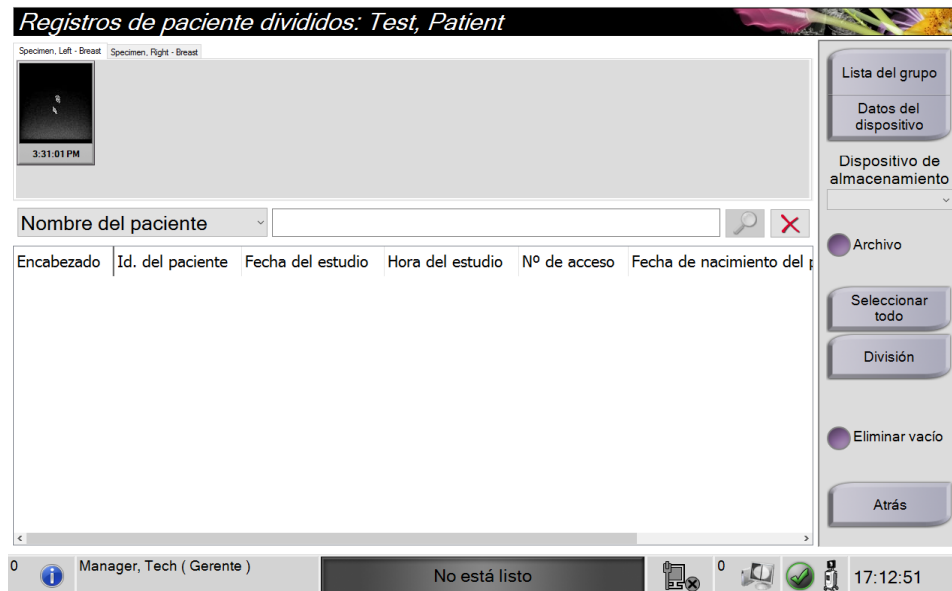 Registros de paciente divididos: Test, Patient
Specimen, Left - Breast
Specimen, Right - Breast
3:31:01 PM
Nombre del paciente
Encabezado
Id. del paciente
Fecha del estudio
Hora del estudio
Nº de acceso
Fecha de nacimiento del p
Lista del grupo
Datos del
dispositivo
Dispositivo de
almacenamiento
Archivo
Seleccionar
todo
División
Eliminar vacío
Atrás
0
Manager, Tech ( Gerente )
No está listo
0
17:12:51